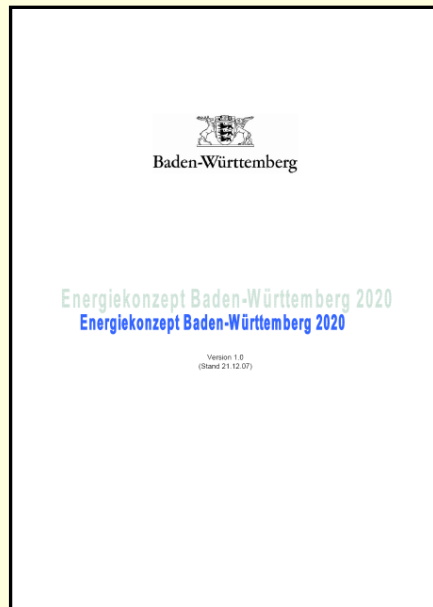 Baden-Württemberg
Energiekonzept Baden-Württemberg 2020
Energiekonzept Baden-Württemberg 2020
Version 1.0
(Stand 21.12.07)